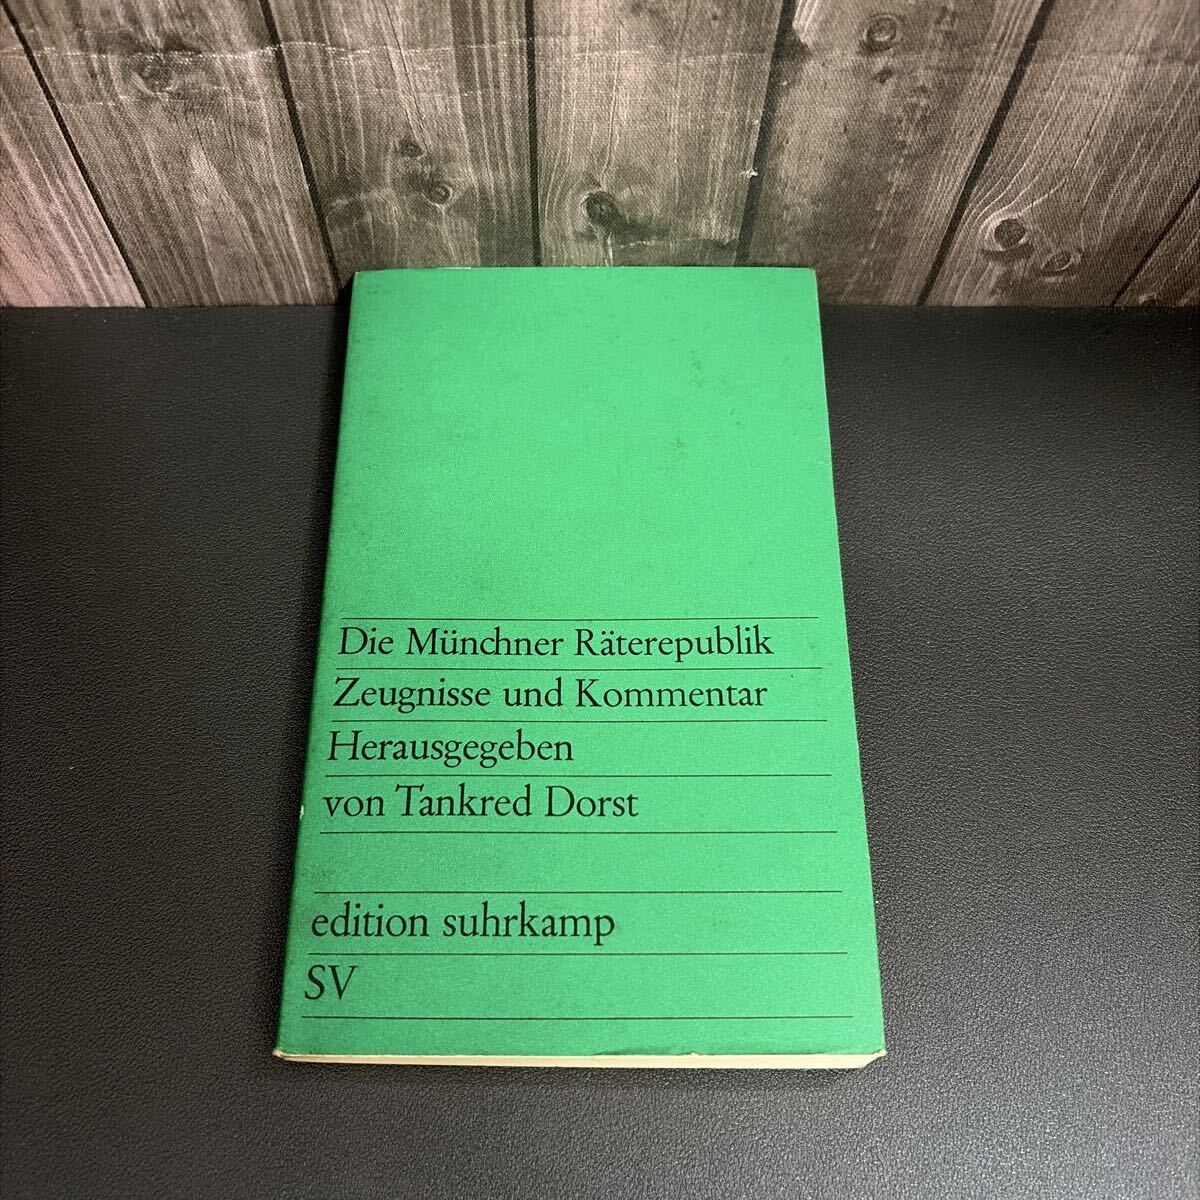 Die Münchner Räterepublik
Zeugnisse und Kommentar
Herausgegeben
von Tankred Dorst
edition suhrkamp
SV